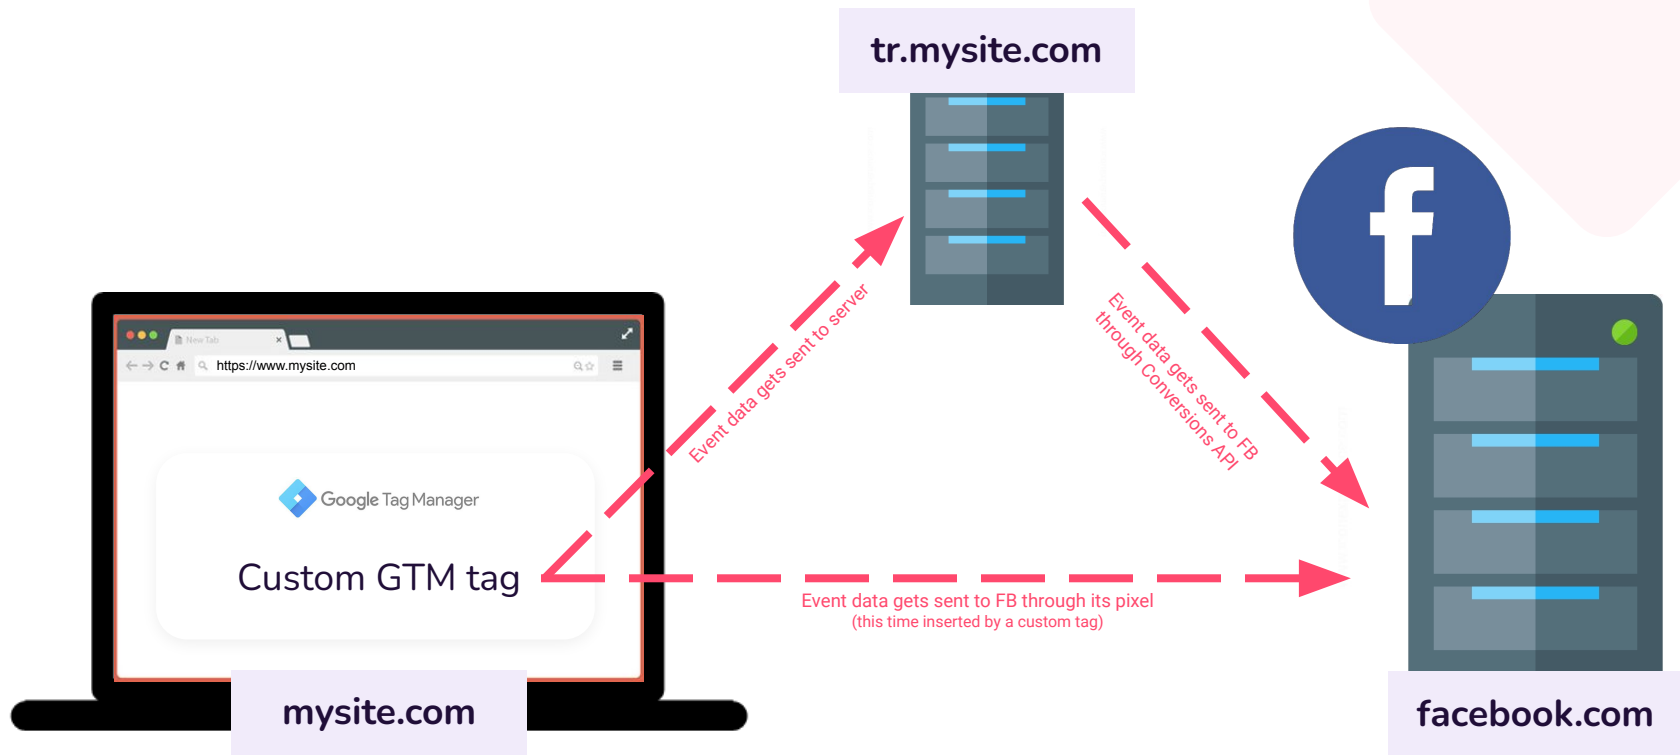 tr.mysite.com
New Tab
https://www.mysite.com
Google Tag Manager
Custom GTM tag
mysite.com
Event data gets sent to server
Event data gets sent to FB
through Conversions API
Event data gets sent to FB through its pixel
(this time inserted by a custom tag)
f
facebook.com